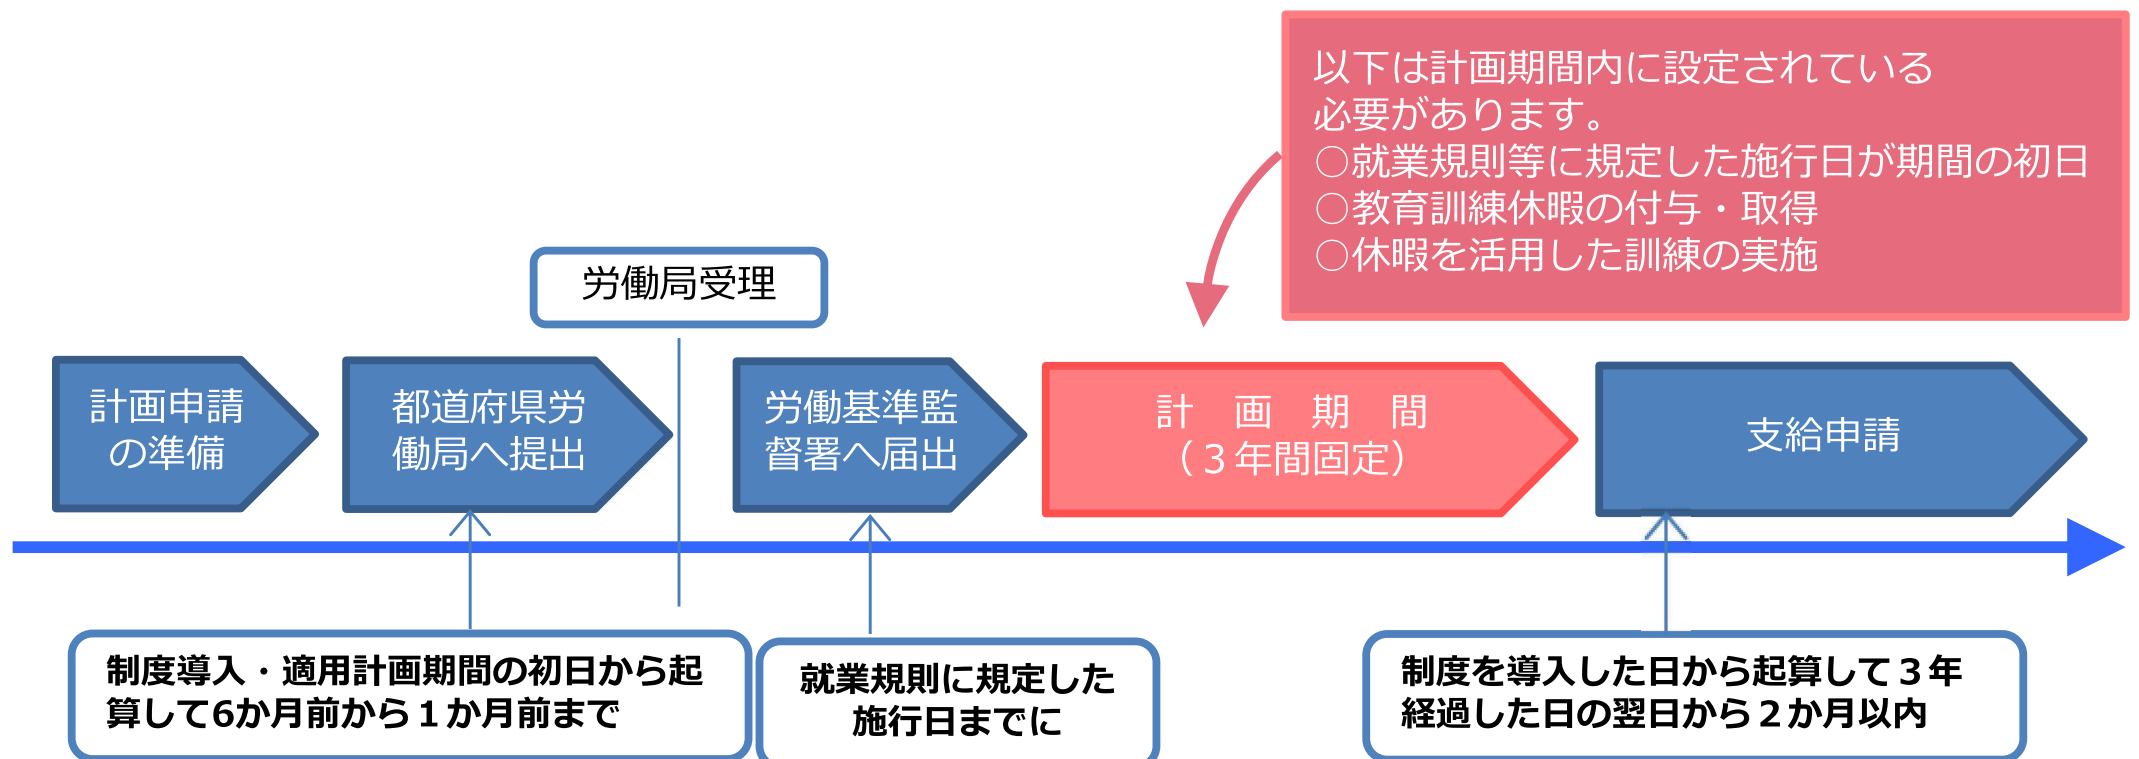 以下は計画期間内に設定されている
必要があります。
○就業規則等に規定した施行日が期間の初日
○教育訓練休暇の付与・取得
○休暇を活用した訓練の実施
労働局受理
計画申請
の準備
都道府県労
働局へ提出
労働基準監
督署へ届出
計　画　期　間
（３年間固定）
支給申請
制度導入・適用計画期間の初日から起
算して6か月前から１か月前まで
就業規則に規定した
施行日までに
制度を導入した日から起算して３年
経過した日の翌日から２か月以内